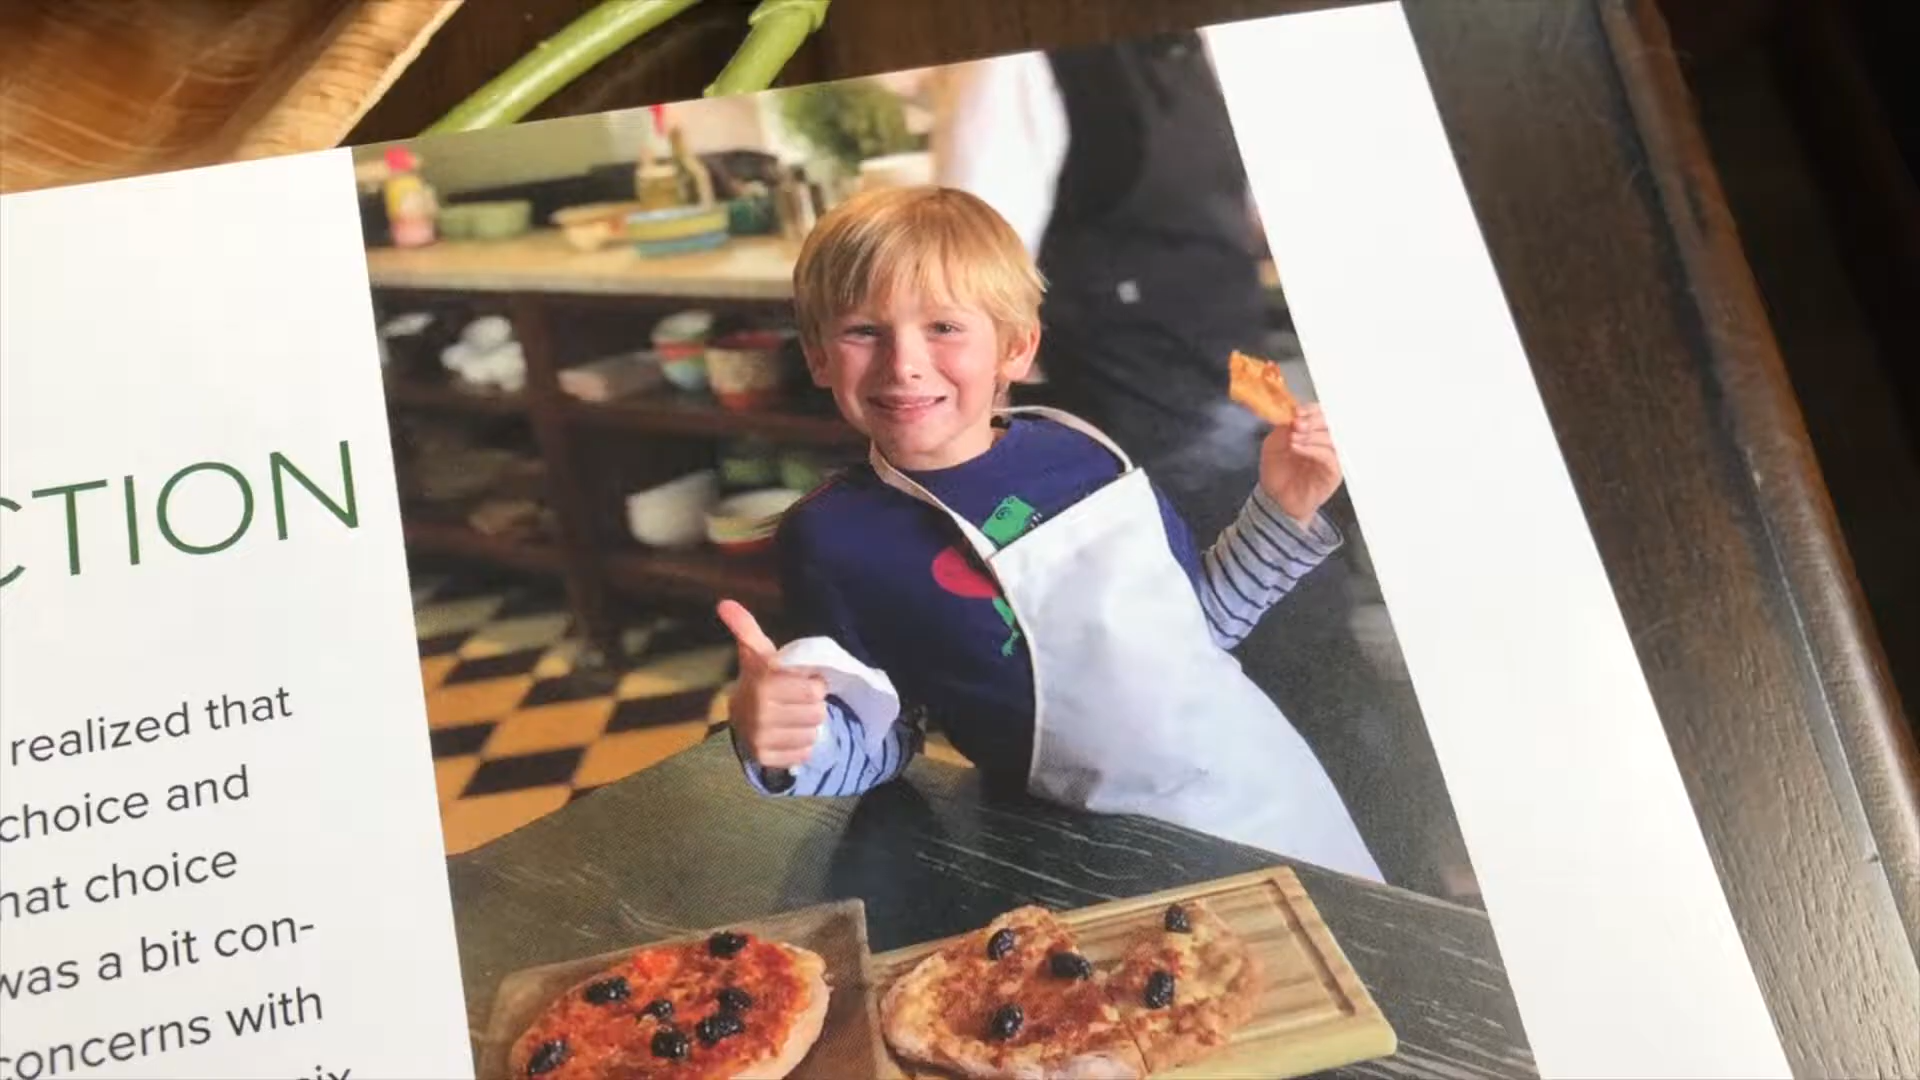 CTION
realized that
choice and
hat choice
was a bit con-
concerns with